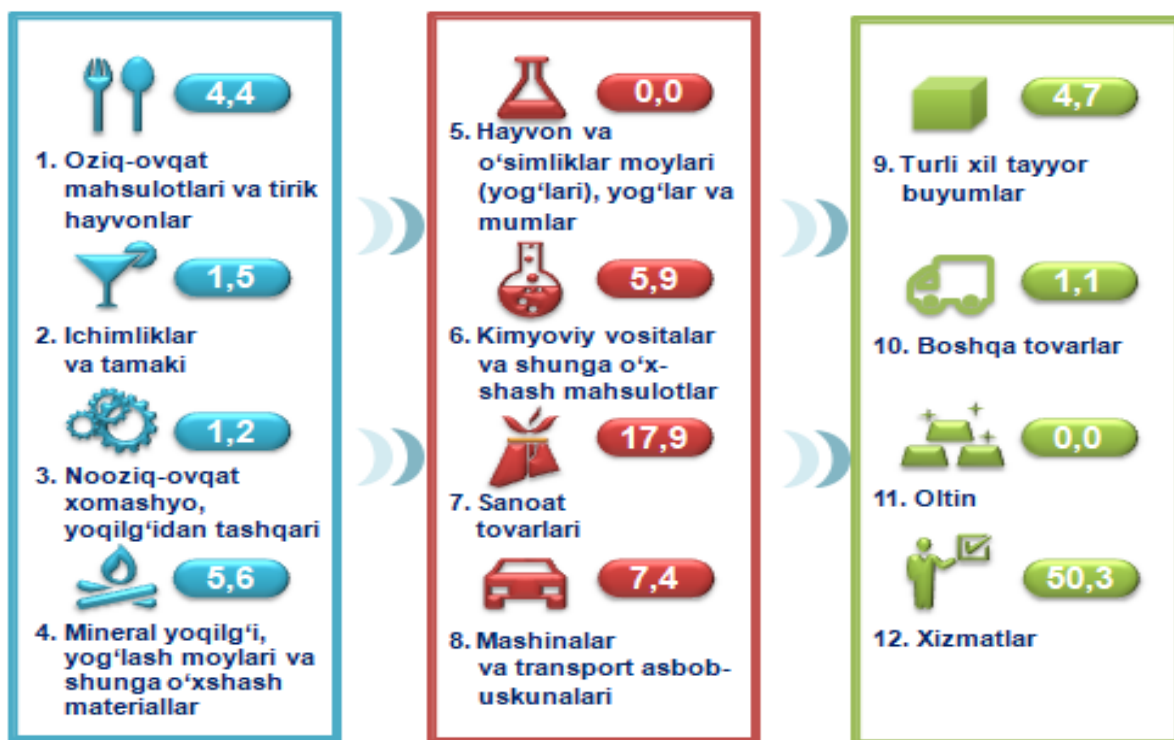 4,4
1. Oziq-ovqat
mahsulotlari va tirik
hayvonlar
1,5
2. Ichimliklar
va tamaki
1,2
3. Nooziq-ovqat
xomashyo,
yoqilg‘idan tashqari
5,6
4. Mineral yoqilg‘i,
yog‘lash moylari va
shunga o‘xshash
materiallar
0,0
5. Hayvon va
o‘simliklar moylari
(yog‘lari), yog‘lar va
mumlar
5,9
6. Kimyoviy vositalar
va shunga o‘x-
shash mahsulotlar
17,9
7. Sanoat
tovarlari
7,4
8. Mashinalar
va transport asbob-
uskunalari
4,7
9. Turli xil tayyor
buyumlar
1,1
10. Boshqa tovarlar
0,0
11. Oltin
50,3
12. Xizmatlar